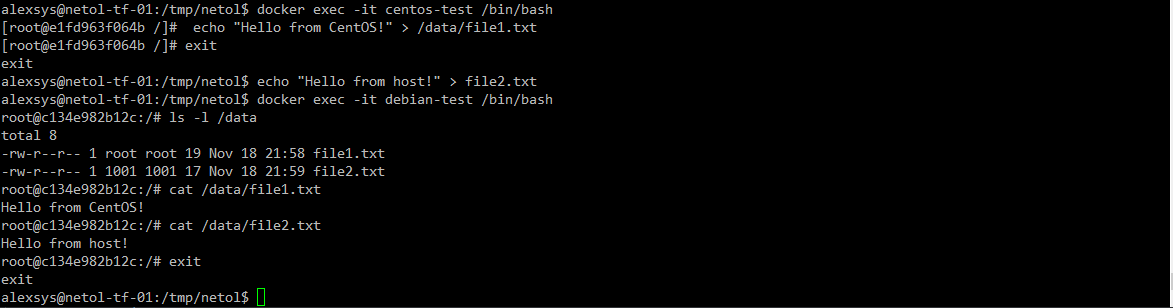 alexsys@netol-tf-01:/tmp/netol$ docker exec -it centos-test /bin/bash
[root@e1fd963f064b /]#  echo "Hello from CentOS!" > /data/file1.txt
[root@e1fd963f064b /]# exit
exit
alexsys@netol-tf-01:/tmp/netol$ echo "Hello from host!" > file2.txt
alexsys@netol-tf-01:/tmp/netol$ docker exec -it debian-test /bin/bash
root@c134e982b12c:/# ls -l /data
total 8
-rw-r--r-- 1 root root 19 Nov 18 21:58 file1.txt
-rw-r--r-- 1 1001 1001 17 Nov 18 21:59 file2.txt
root@c134e982b12c:/# cat /data/file1.txt
Hello from CentOS!
root@c134e982b12c:/# cat /data/file2.txt
Hello from host!
root@c134e982b12c:/# exit
exit
alexsys@netol-tf-01:/tmp/netol$